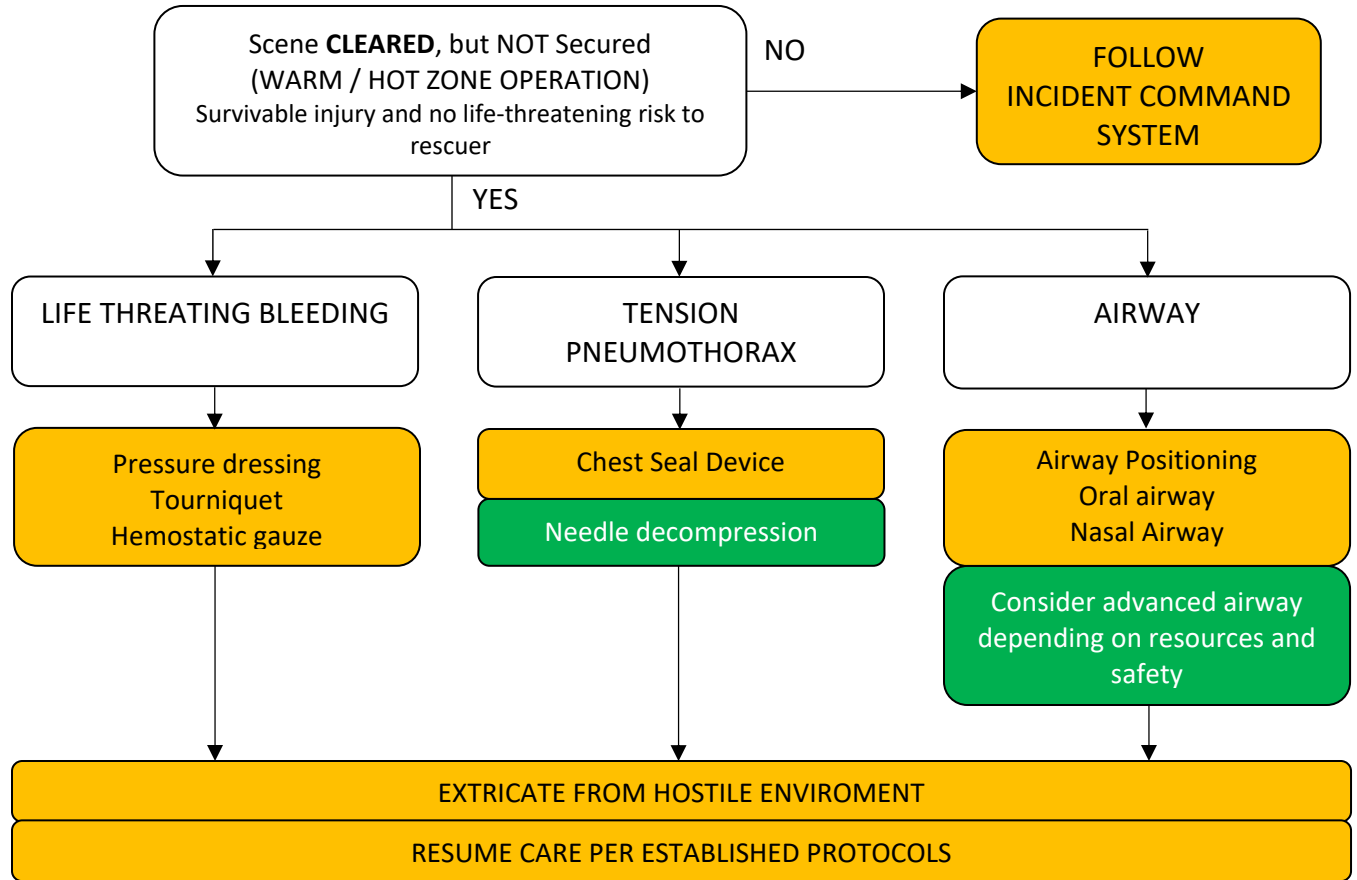 Scene CLEARED, but NOT Secured
(WARM / HOT ZONE OPERATION)
Survivable injury and no life-threatening risk to
rescuer
NO
FOLLOW
INCIDENT COMMAND
SYSTEM
YES
LIFE THREATING BLEEDING
TENSION
PNEUMOTHORAX
AIRWAY
Pressure dressing
Tourniquet
Hemostatic gauze
Chest Seal Device
Needle decompression
Airway Positioning
Oral airway
Nasal Airway
Consider advanced airway
depending on resources and
safety
EXTRICATE FROM HOSTILE ENVIROMENT
RESUME CARE PER ESTABLISHED PROTOCOLS